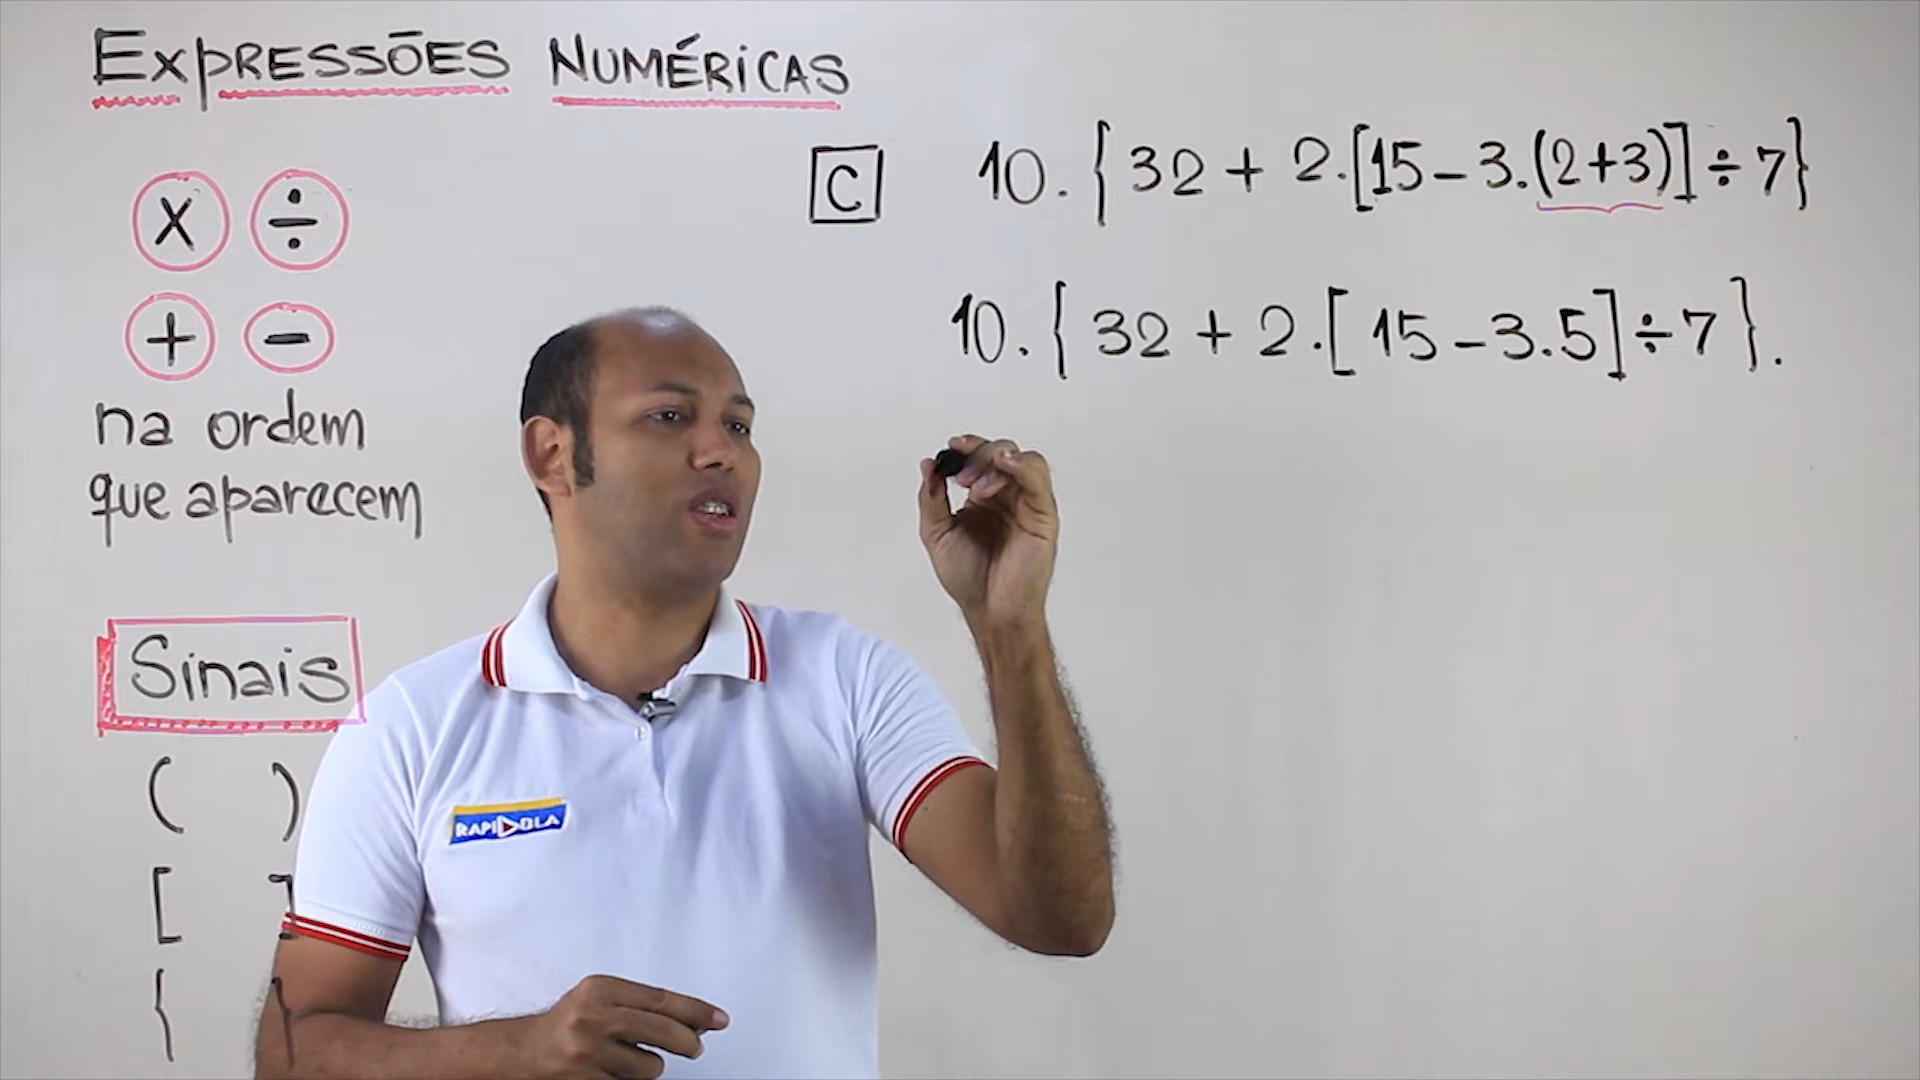 EXPRESSÕES NUMÉRICAS
C 10.{32 + 2.[15-3.(2+3)]÷7}
10.{32 + 2.[15-3.5]÷7}.
x ÷
+ -
na ordem
que aparecem
Sinais
( )
[ ]
{ }
RAPIDOLA